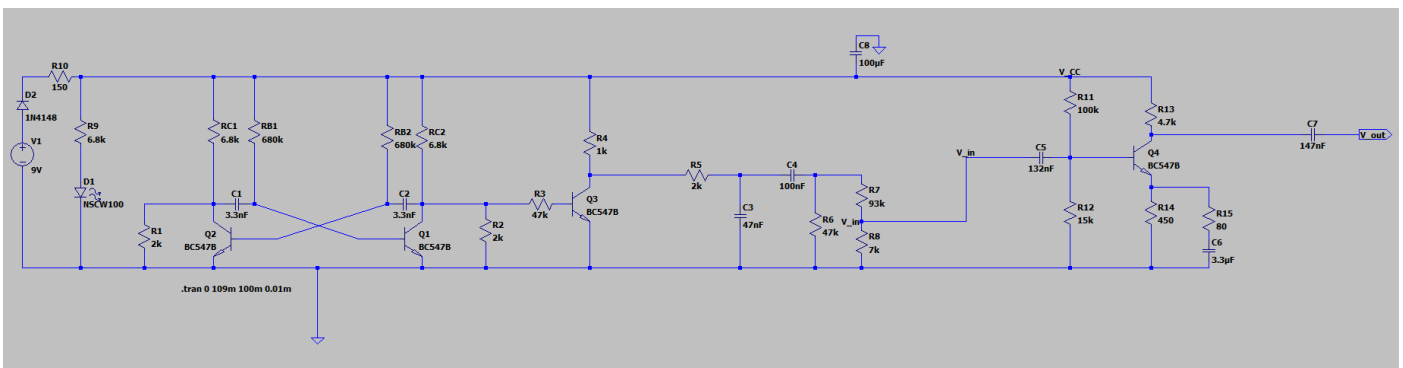 C8
100µF
R10
150
V_CC
D2
1N4148
R11
100k
R13
4.7k
R9
6.8k
RC1
6.8k
RB1
680k
RB2
680k
RC2
6.8k
R4
1k
C7
147nF
V_out
V1
9V
V_in
C5
132nF
Q4
BC547B
R5
2k
C4
100nF
D1
NSCW100
C1
3.3nF
C2
3.3nF
R3
47k
Q3
BC547B
R7
93k
R12
15k
R14
450
R15
80
C3
47nF
R6
47k
V_in
R1
2k
Q2
BC547B
Q1
BC547B
R2
2k
R8
7k
C6
3.3µF
.tran 0 109m 100m 0.01m